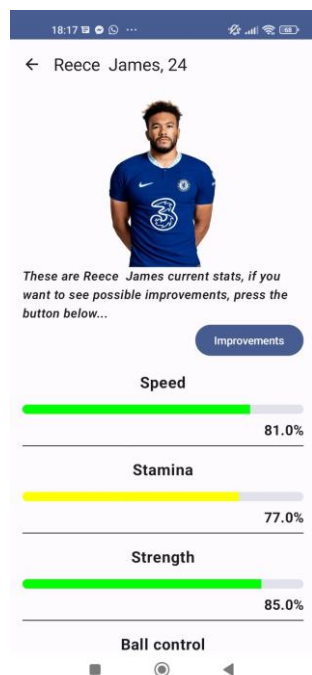 18:17
68
← Reece James, 24
3
These are Reece James current stats, if you
want to see possible improvements, press the
button below...
Improvements
Speed
81.0%
Stamina
77.0%
Strength
85.0%
Ball control